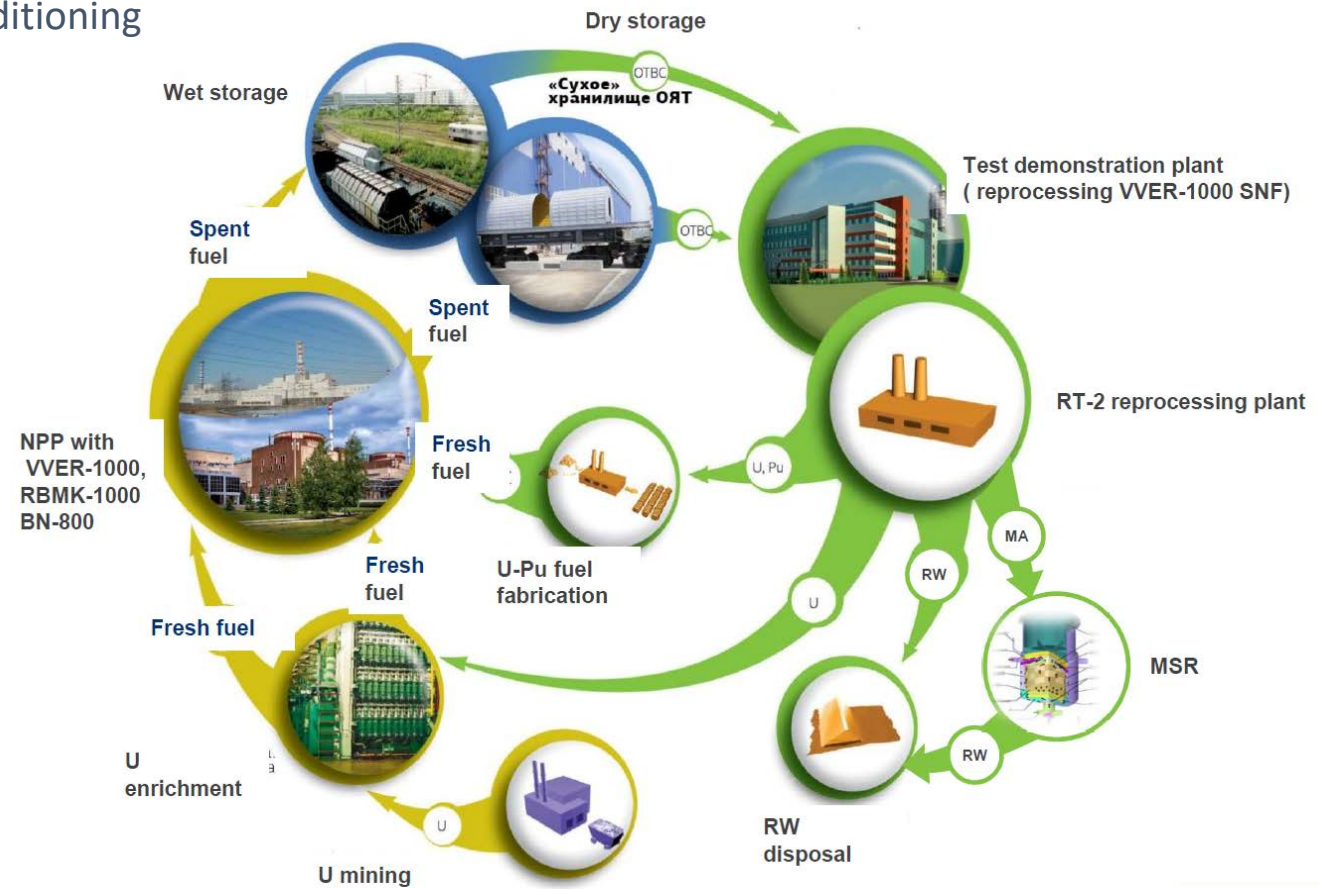 ditioning
Dry storage
Wet storage
ОТВС
«Сухое»
хранилище ОЯТ
Test demonstration plant
( reprocessing VVER-1000 SNF)
Spent
fuel
ОТВС
Spent
fuel
RT-2 reprocessing plant
NPP with
VVER-1000,
RBMK-1000
BN-800
Fresh
fuel
U, Pu
MA
Fresh
fuel
U-Pu fuel
fabrication
RW
U
Fresh fuel
MSR
U
enrichment
RW
U
RW
disposal
U mining